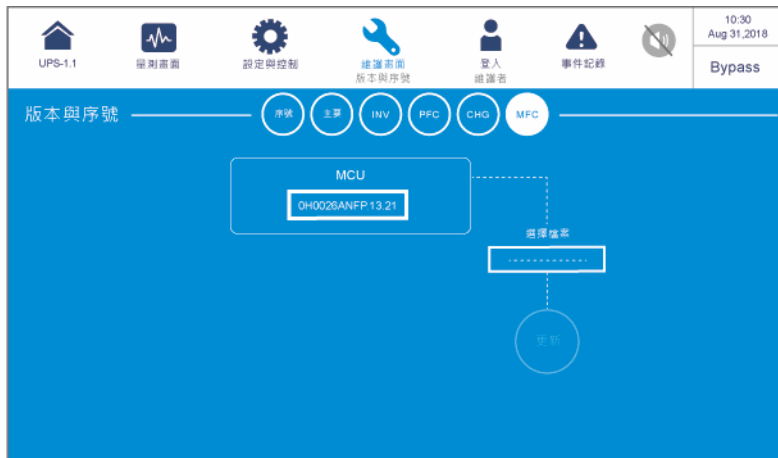 UPS-1.1
量測畫面
設定與控制
維護畫面
版本與序號
登入
維護者
事件記錄
10:30
Aug 31,2018
Bypass
版本與序號
序號
主要
INV
PFC
CHG
MFC
MCU
0H0026ANFP.13.21
選擇檔案
更新